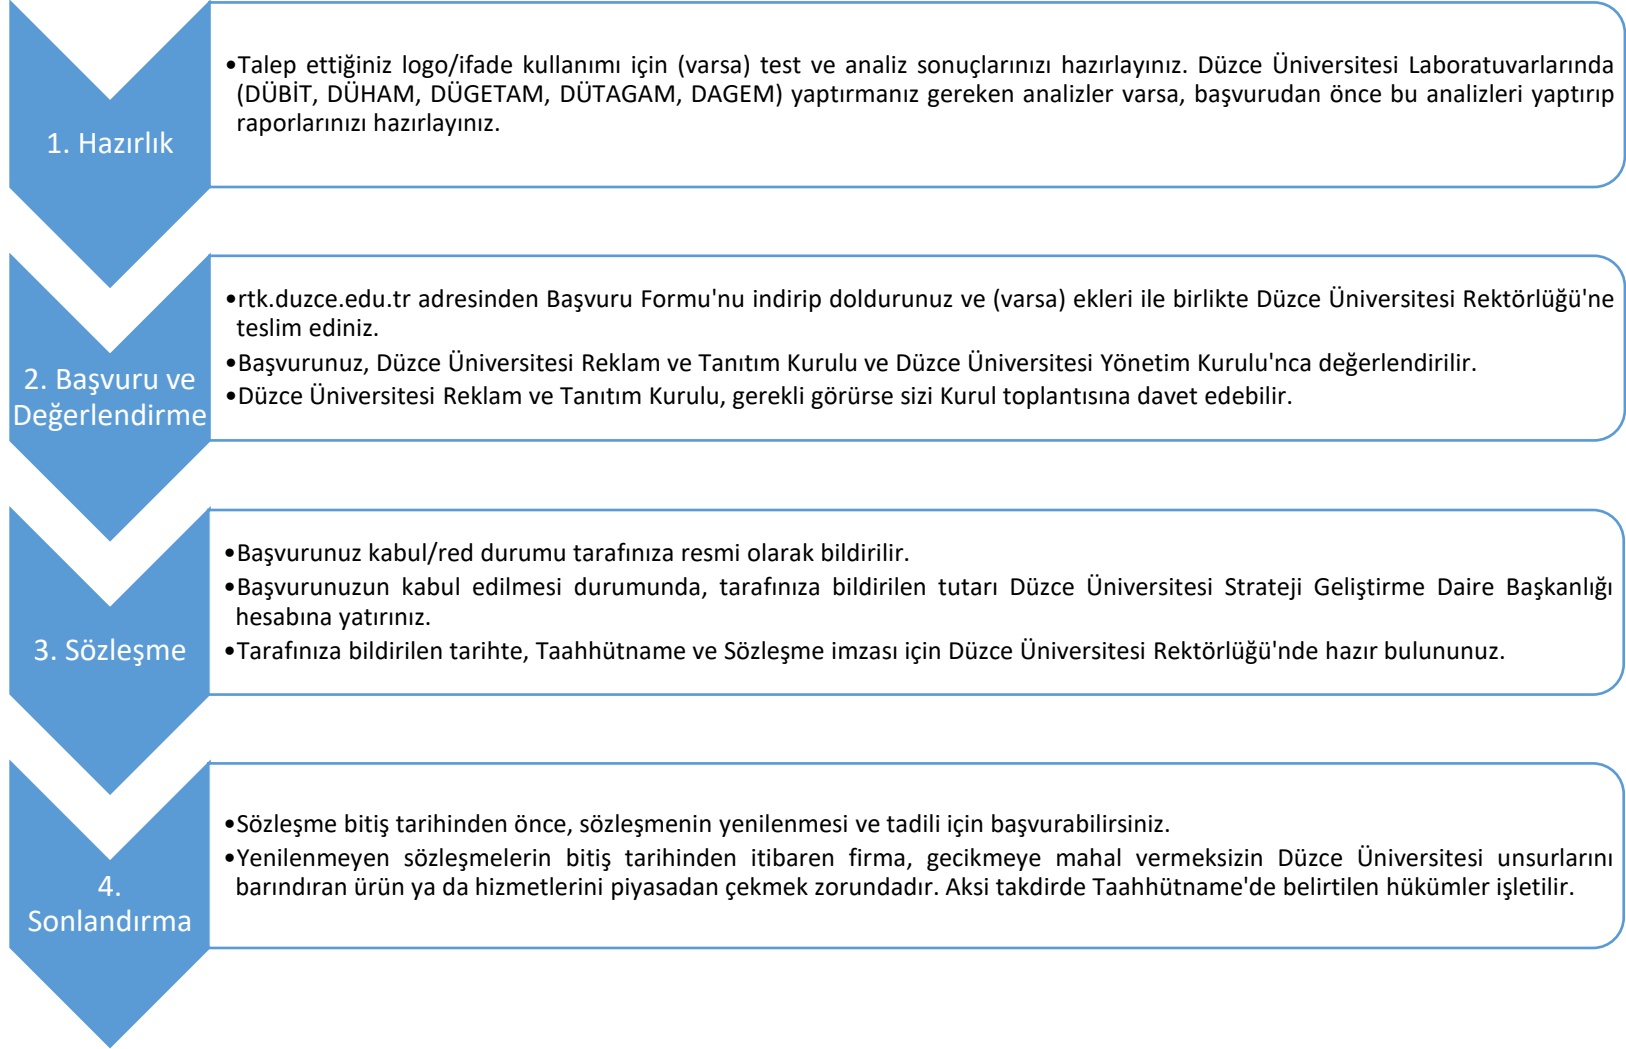 1. Hazırlık
•Talep ettiğiniz logo/ifade kullanımı için (varsa) test ve analiz sonuçlarınızı hazırlayınız. Düzce Üniversitesi Laboratuvarlarında
(DÜBİT, DÜHAM, DÜGETAM, DÜTAGAM, DAGEM) yaptırmanız gereken analizler varsa, başvurudan önce bu analizleri yaptırıp
raporlarınızı hazırlayınız.
2. Başvuru ve
Değerlendirme
•rtk.duzce.edu.tr adresinden Başvuru Formu'nu indirip doldurunuz ve (varsa) ekleri ile birlikte Düzce Üniversitesi Rektörlüğü'ne
teslim ediniz.
•Başvurunuz, Düzce Üniversitesi Reklam ve Tanıtım Kurulu ve Düzce Üniversitesi Yönetim Kurulu'nca değerlendirilir.
•Düzce Üniversitesi Reklam ve Tanıtım Kurulu, gerekli görürse sizi Kurul toplantısına davet edebilir.
3. Sözleşme
•Başvurunuz kabul/red durumu tarafınıza resmi olarak bildirilir.
•Başvurunuzun kabul edilmesi durumunda, tarafınıza bildirilen tutarı Düzce Üniversitesi Strateji Geliştirme Daire Başkanlığı
hesabına yatırınız.
•Tarafınıza bildirilen tarihte, Taahhütname ve Sözleşme imzası için Düzce Üniversitesi Rektörlüğü'nde hazır bulununuz.
4.
Sonlandırma
•Sözleşme bitiş tarihinden önce, sözleşmenin yenilenmesi ve tadili için başvurabilirsiniz.
•Yenilenmeyen sözleşmelerin bitiş tarihinden itibaren firma, gecikmeye mahal vermeksizin Düzce Üniversitesi unsurlarını
barındıran ürün ya da hizmetlerini piyasadan çekmek zorundadır. Aksi takdirde Taahhütname'de belirtilen hükümler işletilir.